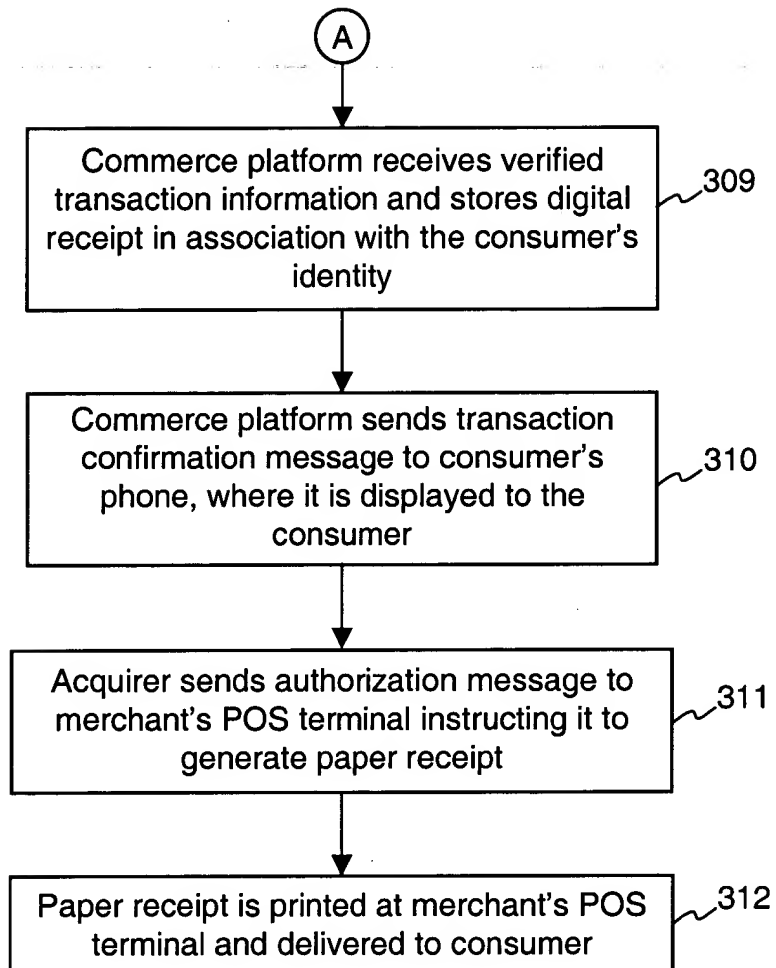 A
Commerce platform receives verified
transaction information and stores digital
receipt in association with the consumer's
identity
309
Commerce platform sends transaction
confirmation message to consumer's
phone, where it is displayed to the
consumer
310
Acquirer sends authorization message to
merchant's POS terminal instructing it to
generate paper receipt
311
Paper receipt is printed at merchant's POS
terminal and delivered to consumer
312